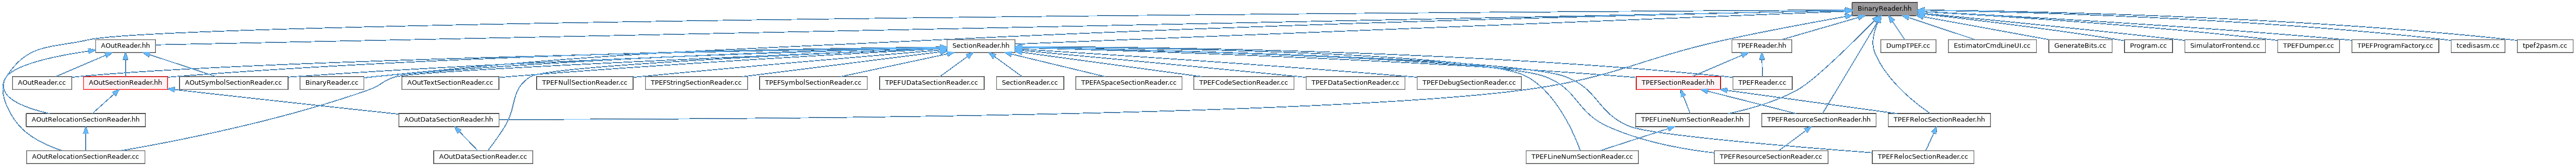 BinaryReader.hh
AOutReader.hh
SectionReader.hh
TPEFReader.hh
DumpTPEF.cc
EstimatorCmdLineUI.cc
GenerateBits.cc
Program.cc
SimulatorFrontend.cc
TPEFDumper.cc
TPEFProgramFactory.cc
tcedisasm.cc
tpef2pasm.cc
AOutReader.cc
AOutSectionReader.hh
AOutSymbolSectionReader.cc
BinaryReader.cc
AOutTextSectionReader.cc
TPEFNullSectionReader.cc
TPEFStringSectionReader.cc
TPEFSymbolSectionReader.cc
TPEFUDataSectionReader.cc
SectionReader.cc
TPEFASpaceSectionReader.cc
TPEFCodeSectionReader.cc
TPEFDataSectionReader.cc
TPEFDebugSectionReader.cc
TPEFSectionReader.hh
TPEFReader.cc
AOutRelocationSectionReader.hh
AOutDataSectionReader.hh
TPEFLineNumSectionReader.hh
TPEFResourceSectionReader.hh
TPEFRelocSectionReader.hh
AOutRelocationSectionReader.cc
AOutDataSectionReader.cc
TPEFLineNumSectionReader.cc
TPEFResourceSectionReader.cc
TPEFRelocSectionReader.cc